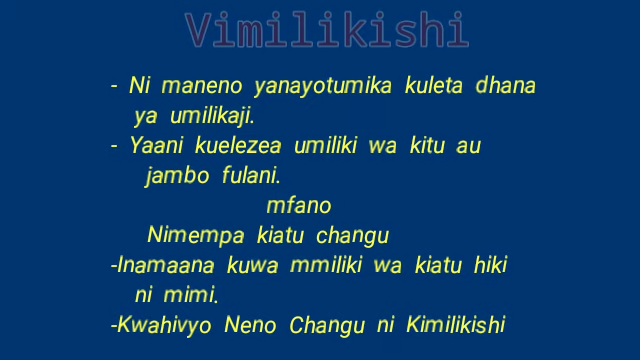 Vimilikishi
- Ni maneno yanayotumika kuleta dhana
ya umilikaji.
- Yaani kuelezea umiliki wa kitu au
jambo fulani.
mfano
Nimempa kiatu changu
-Inamaana kuwa mmiliki wa kiatu hiki
ni mimi.
-Kwahivyo Neno Changu ni Kimilikishi